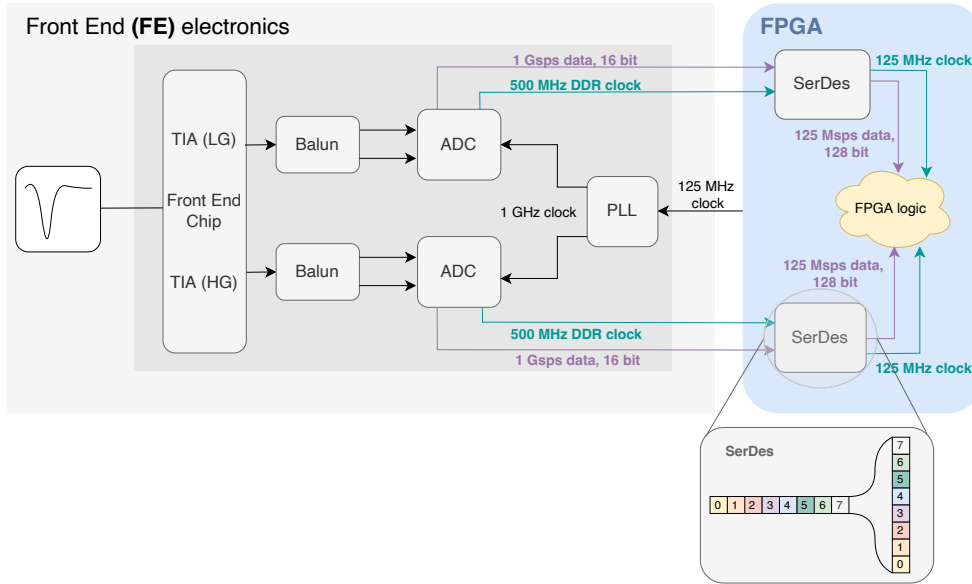 Front End (FE) electronics
FPGA
1 Gsps data, 16 bit
500 MHz DDR clock
SerDes
125 MHz clock
125 Msps data,
128 bit
TIA (LG)
Balun
ADC
Front End
Chip
1 GHz clock
PLL
125 MHz
clock
FPGA logic
TIA (HG)
Balun
ADC
125 Msps data,
128 bit
500 MHz DDR clock
1 Gsps data, 16 bit
SerDes
125 MHz clock
SerDes
0 1 2 3 4 5 6 7
7
6
5
4
3
2
1
0